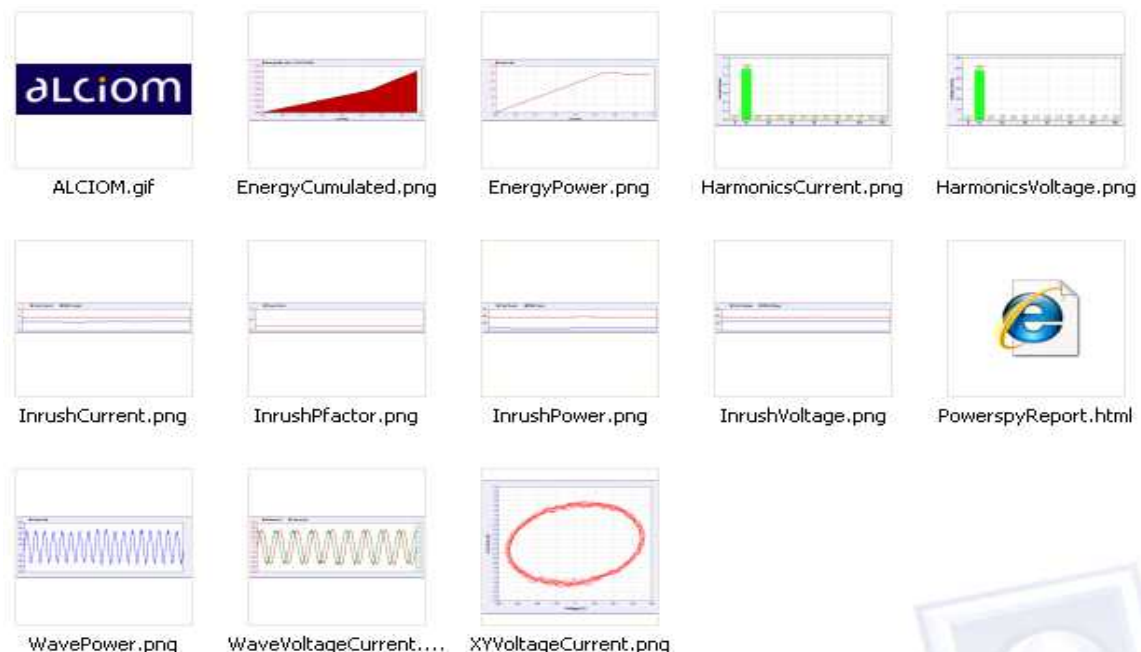 aLciom
ALCIOM.gif
EnergyCumulated.png
EnergyPower.png
HarmonicsCurrent.png
HarmonicsVoltage.png
InrushCurrent.png
InrushPfactor.png
InrushPower.png
InrushVoltage.png
PowerspyReport.html
WavePower.png
WaveVoltageCurrent....
XYVoltageCurrent.png